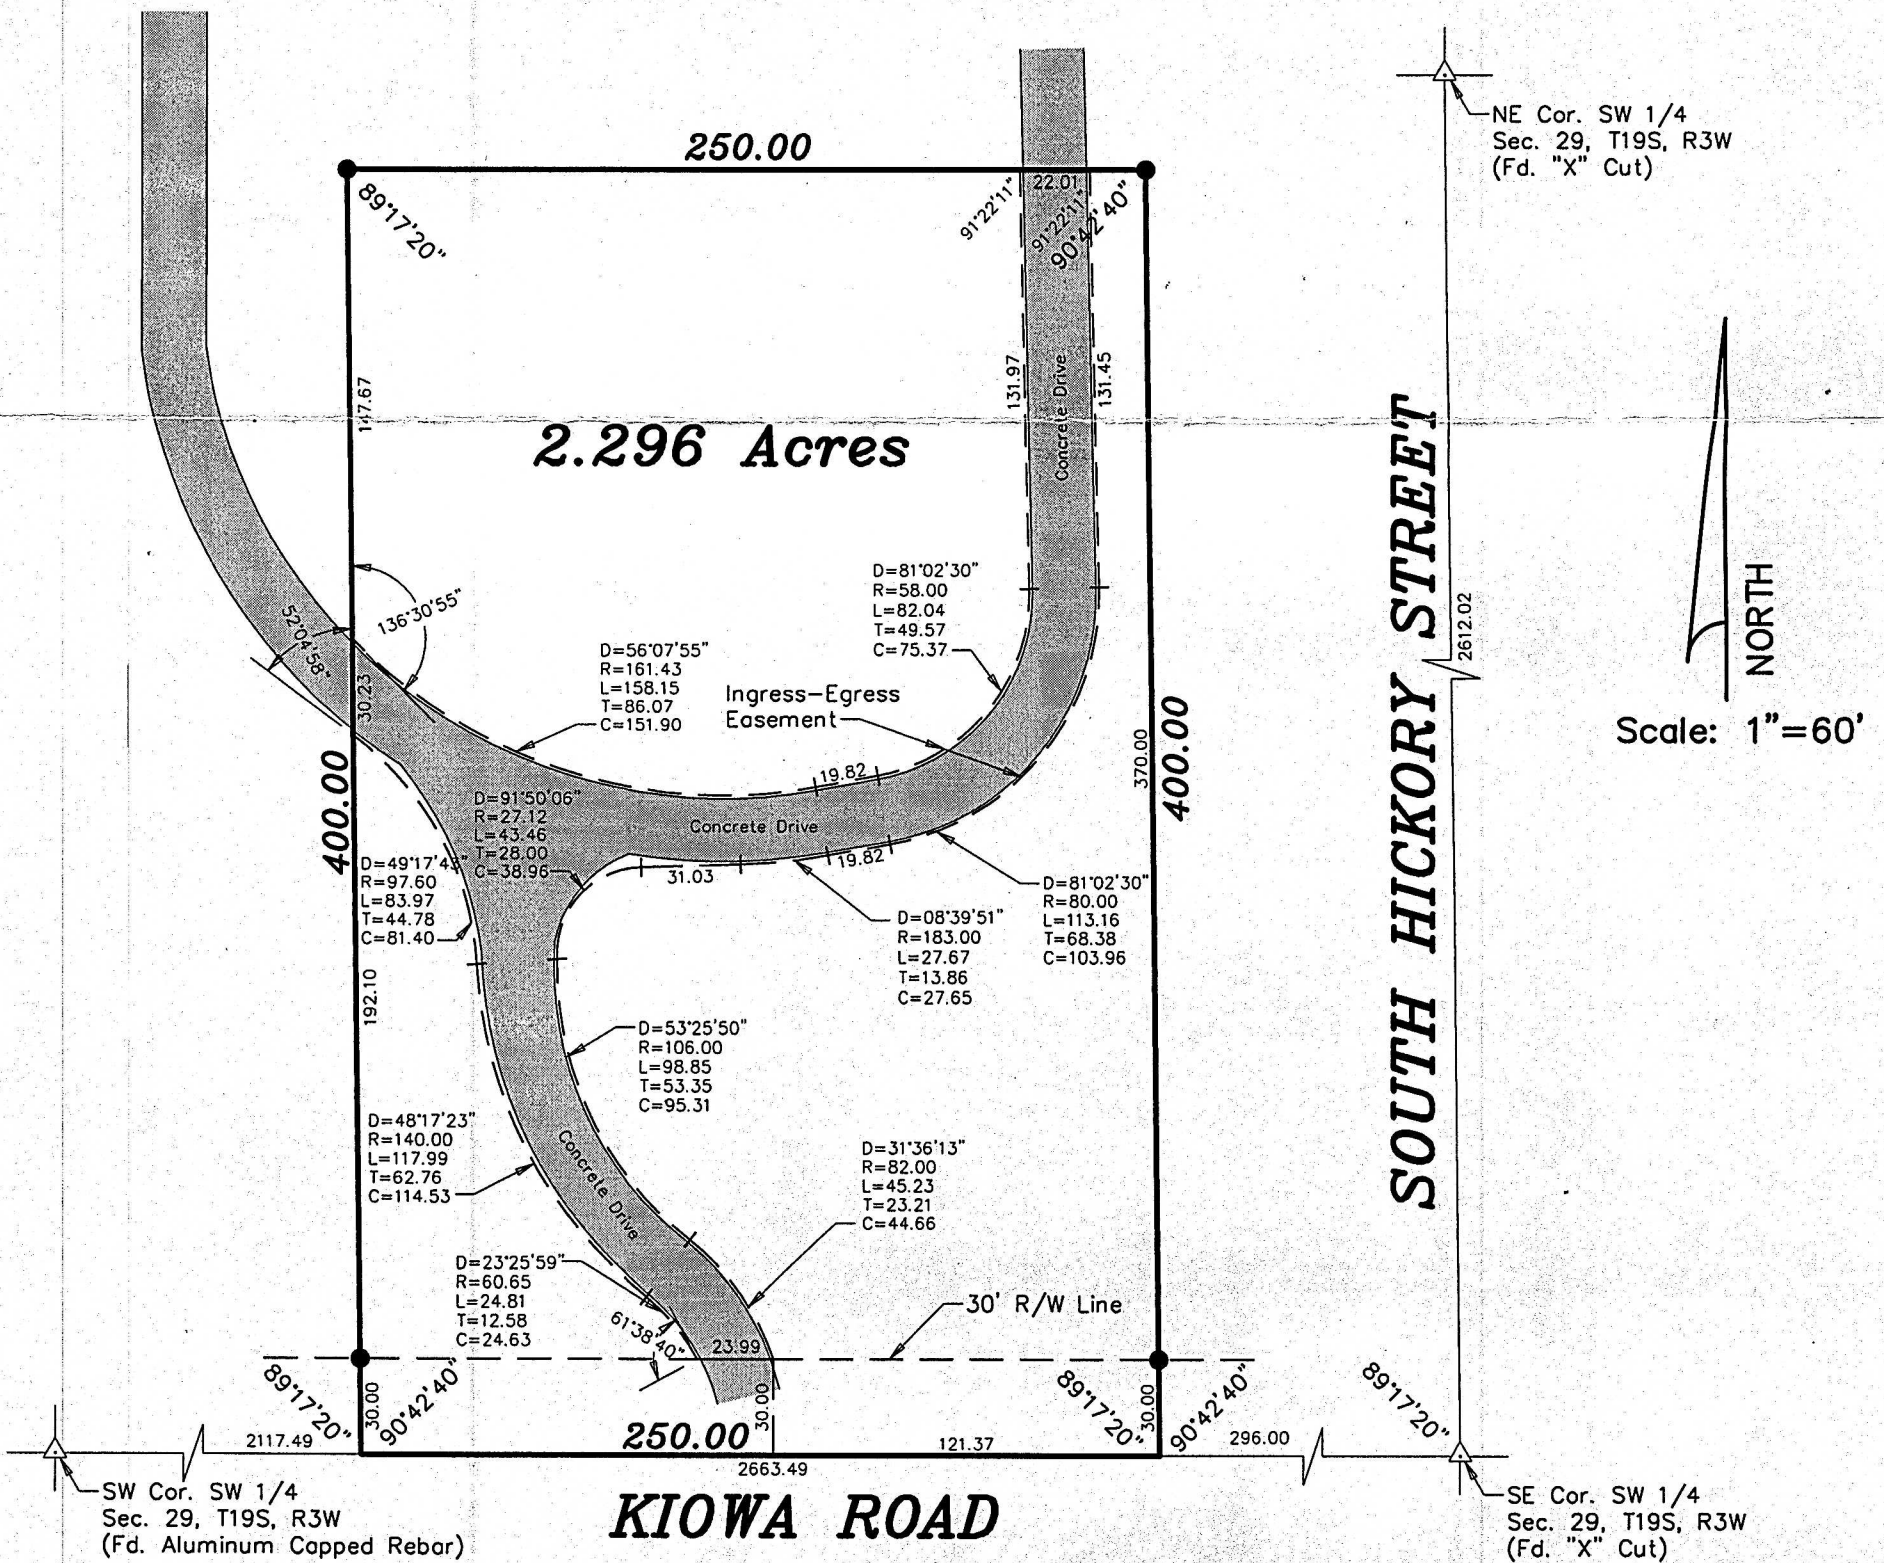 NE Cor. SW 1/4
Sec. 29, T19S, R3W
(Fd. "X" Cut)
250.00
89°17'20"
91°22'11"
22.01
91°22'11"
90°42'40"
147.67
131.97
Concrete Drive
131.45
2.296 Acres
SOUTH HICKORY STREET
2612.02
NORTH
Scale: 1"=60'
52°04'58"
136°30'55"
30.23
D=56°07'55"
R=161.43
L=158.15
T=86.07
C=151.90
D=81°02'30"
R=58.00
L=82.04
T=49.57
C=75.37
Ingress-Egress
Easement
400.00
370.00
400.00
19.82
Concrete Drive
19.82
31.03
D=91°50'06"
R=27.12
L=43.46
T=28.00
C=38.96
D=49°17'43"
R=97.60
L=83.97
T=44.78
C=81.40
D=81°02'30"
R=80.00
L=113.16
T=68.38
C=103.96
D=08°39'51"
R=183.00
L=27.67
T=13.86
C=27.65
192.10
D=53°25'50"
R=106.00
L=98.85
T=53.35
C=95.31
D=48°17'23"
R=140.00
L=117.99
T=62.76
C=114.53
Concrete Drive
D=31°36'13"
R=82.00
L=45.23
T=23.21
C=44.66
D=23°25'59"
R=60.65
L=24.81
T=12.58
C=24.63
61°38'40"
23.99
30' R/W Line
89°17'20"
30.00
90°42'40"
30.00
89°17'20"
30.00
90°42'40"
89°17'20"
2117.49
250.00
121.37
296.00
2663.49
SW Cor. SW 1/4
Sec. 29, T19S, R3W
(Fd. Aluminum Capped Rebar)
KIOWA ROAD
SE Cor. SW 1/4
Sec. 29, T19S, R3W
(Fd. "X" Cut)